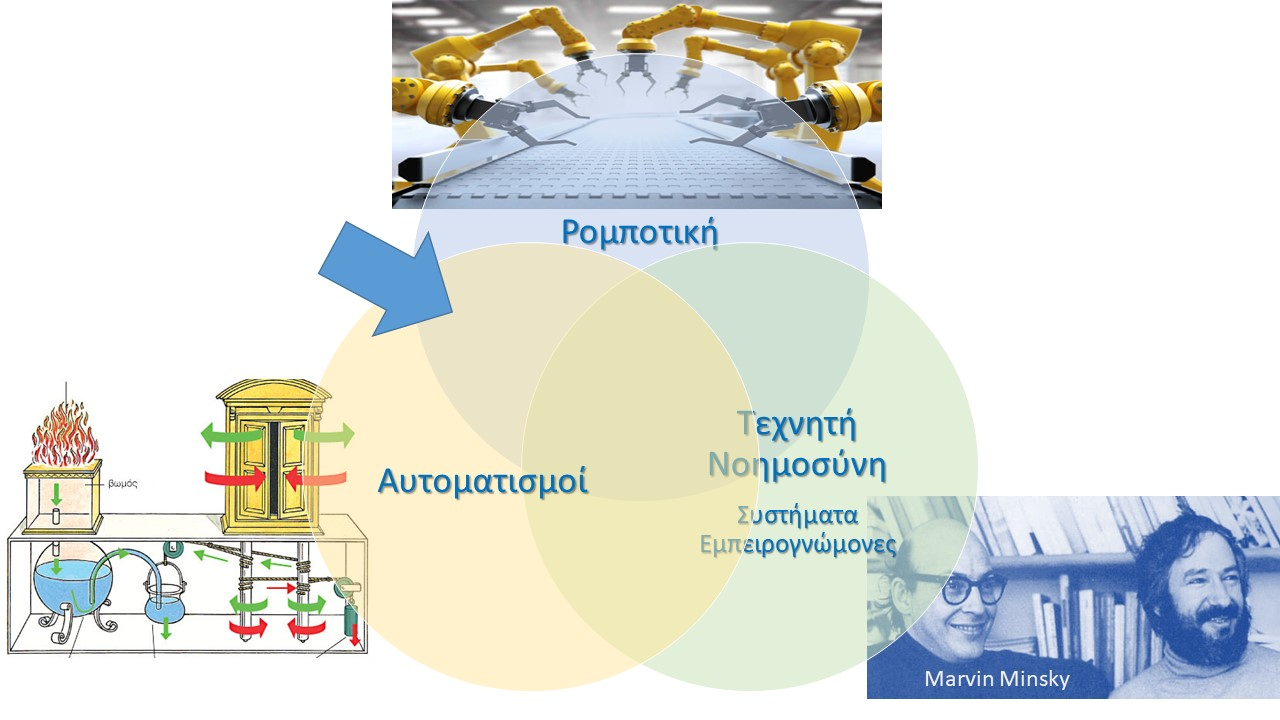 Ρομποτική
Τεχνητή
Νοημοσύνη
Αυτοματισμοί
βωμός
Συστήματα
Εμπειρογνώμονες
Marvin Minsky